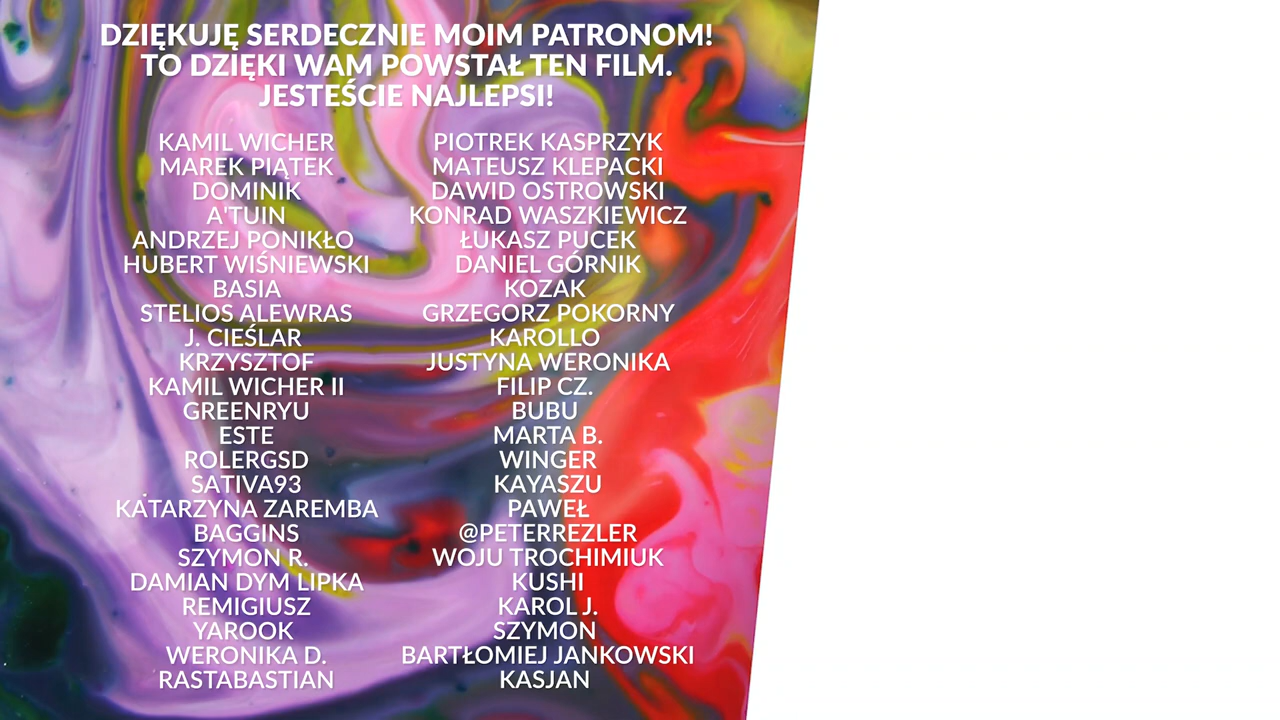 DZIĘKUJĘ SERDECZNIE MOIM PATRONOM!
TO DZIĘKI WAM POWSTAŁ TEN FILM.
JESTEŚCIE NAJLEPSI!
KAMIL WICHER
MAREK PIĄTEK
DOMINIK
A'TUIN
ANDRZEJ PONIKŁO
HUBERT WIŚNIEWSKI
BASIA
STELIOS ALEWRAS
J. CIEŚLAR
KRZYSZTOF
KAMIL WICHER II
GREENRYU
ESTE
ROLERGSD
SATIVA93
KATARZYNA ZAREMBA
BAGGINS
SZYMON R.
DAMIAN DYM LIPKA
REMIGIUSZ
YAROOK
WERONIKA D.
RASTABASTIAN
PIOTREK KASPRZYK
MATEUSZ KLEPACKI
DAWID OSTROWSKI
KONRAD WASZKIEWICZ
ŁUKASZ PUCEK
DANIEL GÓRNIK
KOZAK
GRZEGORZ POKORNY
KAROLLO
JUSTYNA WERONIKA
FILIP CZ.
BUBU
MARTA B.
WINGER
KAYASZU
PAWEŁ
@PETERREZLER
WOJU TROCHIMIUK
KUSHI
KAROL J.
SZYMON
BARTŁOMIEJ JANKOWSKI
KASJAN